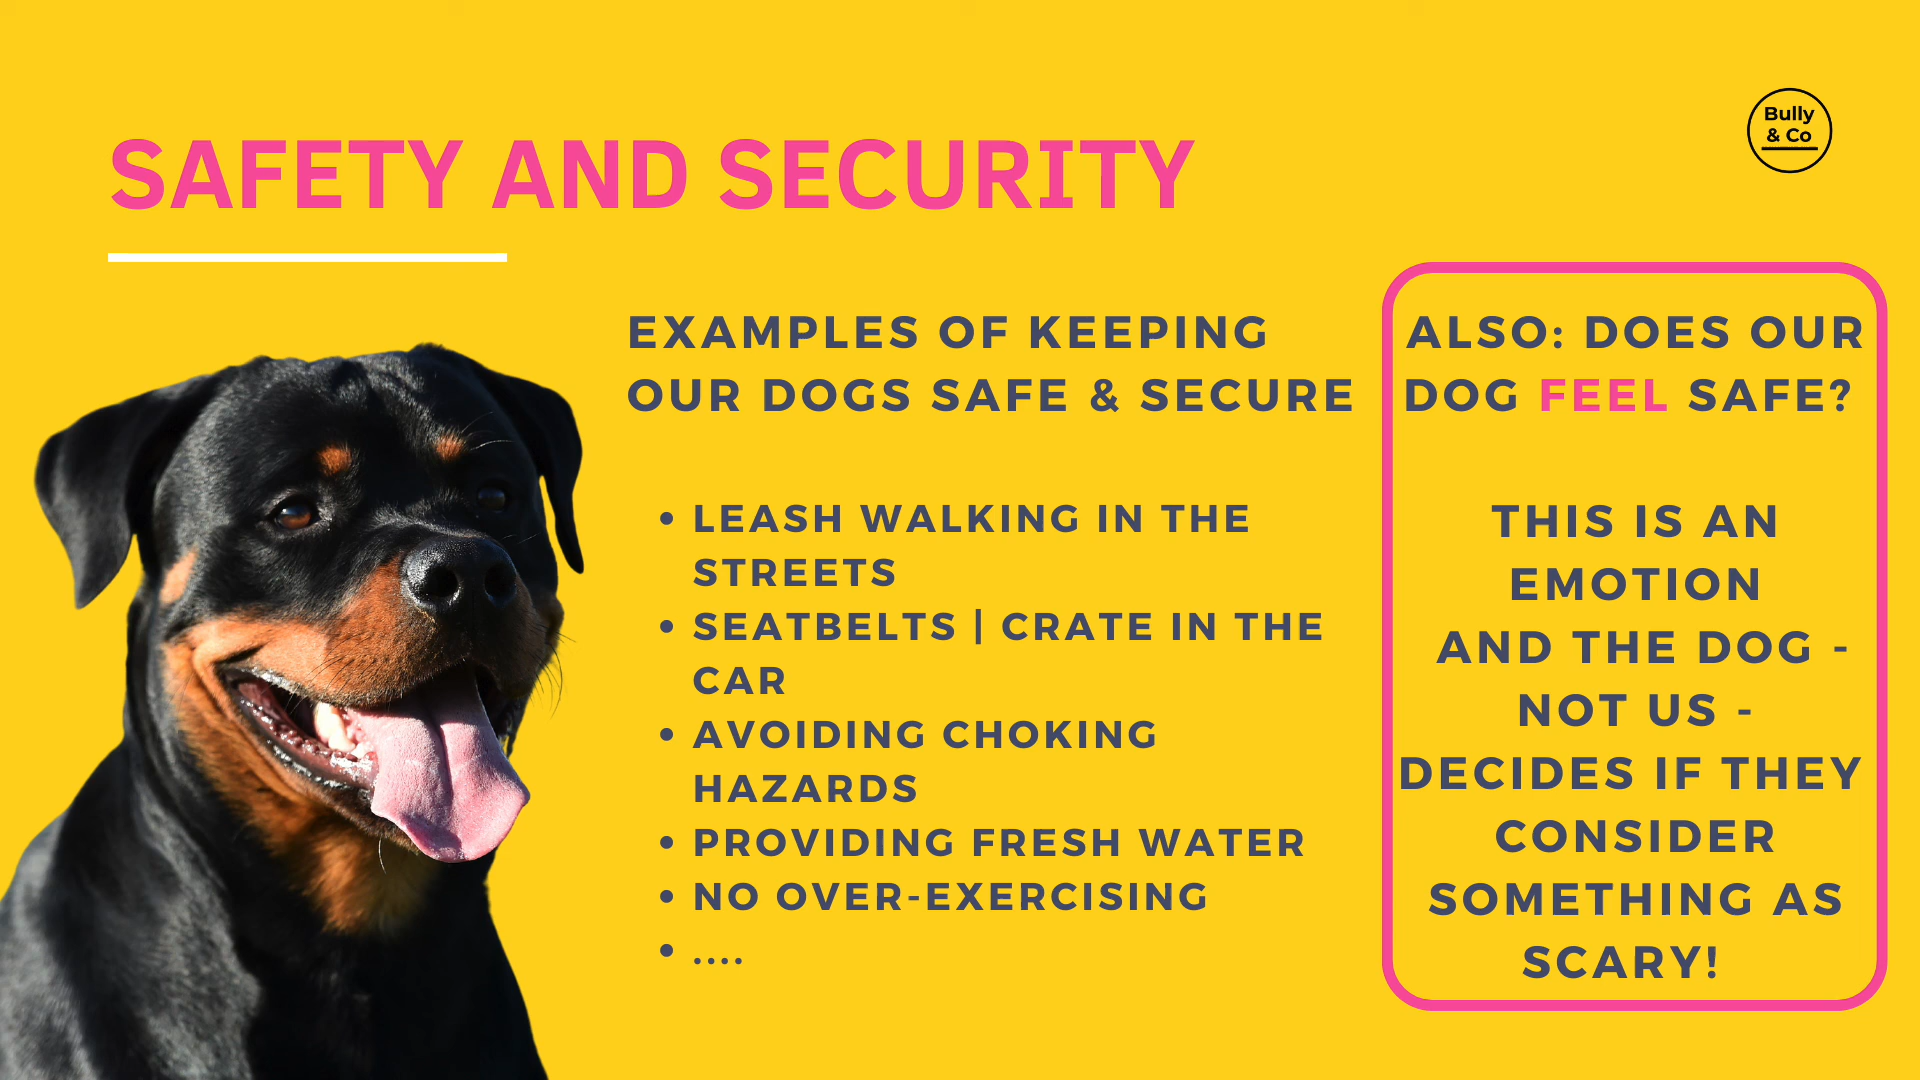 Bully
& Co
SAFETY AND SECURITY
EXAMPLES OF KEEPING
OUR DOGS SAFE & SECURE
• LEASH WALKING IN THE
STREETS
• SEATBELTS | CRATE IN THE
CAR
• AVOIDING CHOKING
HAZARDS
• PROVIDING FRESH WATER
• NO OVER-EXERCISING
• ....
ALSO: DOES OUR
DOG FEEL SAFE?
THIS IS AN
EMOTION
AND THE DOG -
NOT US -
DECIDES IF THEY
CONSIDER
SOMETHING AS
SCARY!